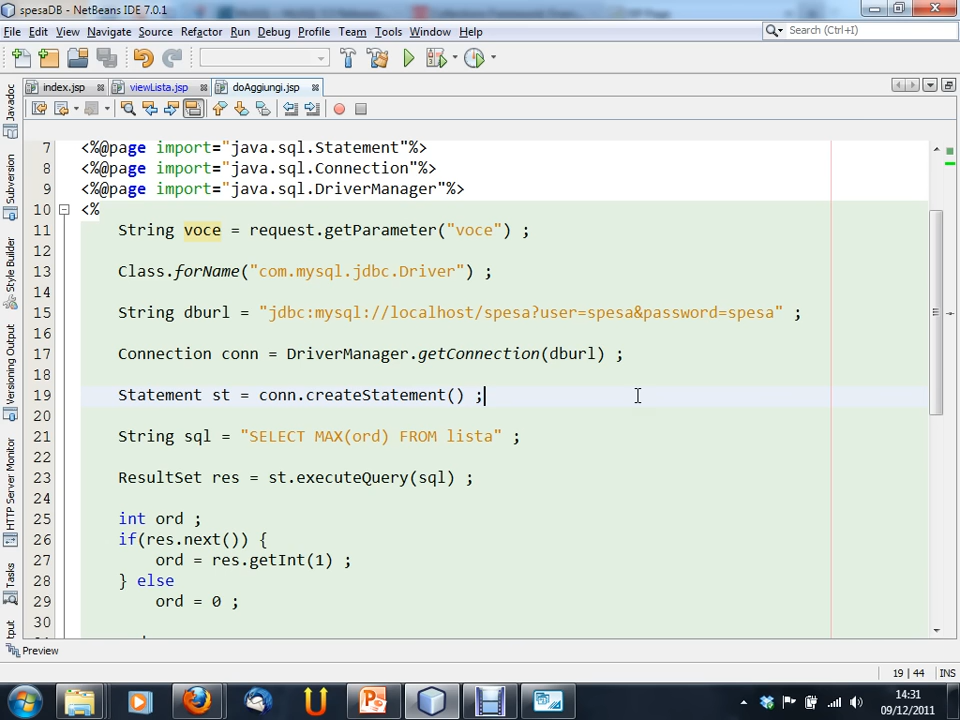 spesaDB - NetBeans IDE 7.0.1
File Edit View Navigate Source Refactor Run Debug Profile Team Tools Window Help
Search (Ctrl+I)
index.jsp viewLista.jsp doAggiungi.jsp
Javadoc
Subversion
Style Builder
Versioning Output
HTTP Server Monitor
Tasks
7 <%@page import="java.sql.Statement"%>
8 <%@page import="java.sql.Connection"%>
9 <%@page import="java.sql.DriverManager"%>
10 <%
11 String voce = request.getParameter("voce") ;
12
13 Class.forName("com.mysql.jdbc.Driver") ;
14
15 String dburl = "jdbc:mysql://localhost/spesa?user=spesa&password=spesa" ;
16
17 Connection conn = DriverManager.getConnection(dburl) ;
18
19 Statement st = conn.createStatement() ;
20
21 String sql = "SELECT MAX(ord) FROM lista" ;
22
23 ResultSet res = st.executeQuery(sql) ;
24
25 int ord ;
26 if(res.next()) {
27 ord = res.getInt(1) ;
28 } else
29 ord = 0 ;
30
Preview
19 | 44 INS
14:31
09/12/2011